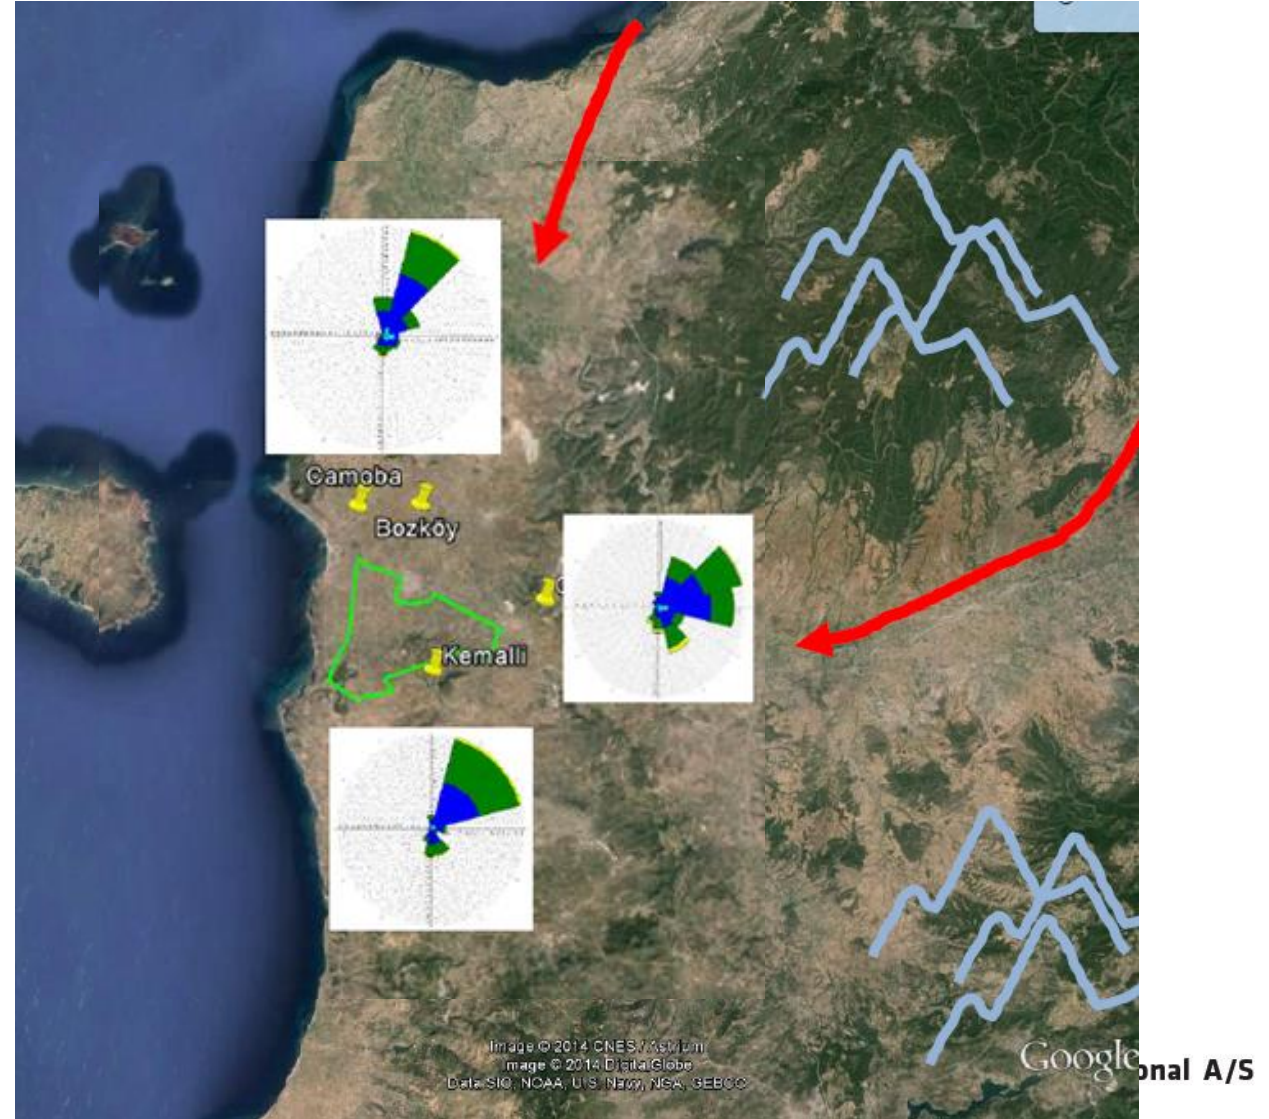 Camoba
Bozköy
Kemalli
Image © 2014 CNES / Astrium
Image © 2014 DigitalGlobe
Data SIO, NOAA, U.S. Navy, NGA, GEBCO
Google
onal A/S